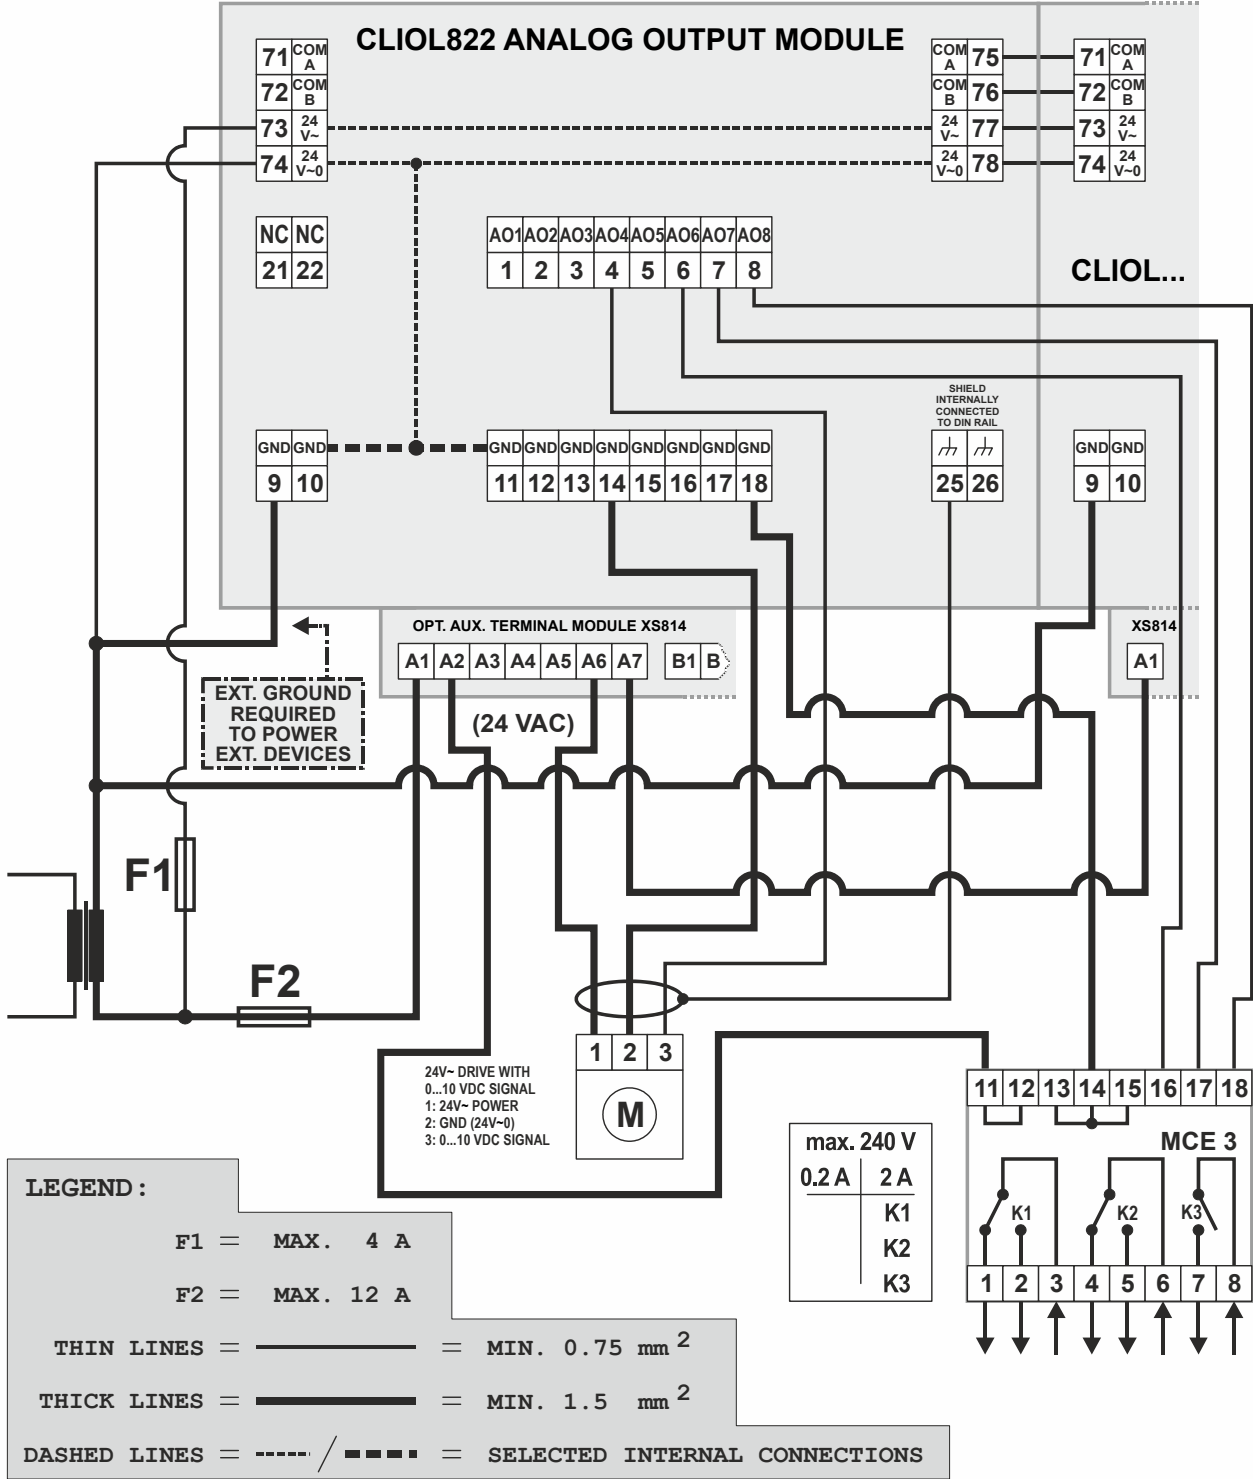 CLIOL822 ANALOG OUTPUT MODULE
71 COM A
72 COM B
73 24 V~
74 24 V~0
COM A 75
COM B 76
24 V~ 77
24 V~0 78
71 COM A
72 COM B
73 24 V~
74 24 V~0
NC NC
21 22
AO1 AO2 AO3 AO4 AO5 AO6 AO7 AO8
1 2 3 4 5 6 7 8
CLIOL...
SHIELD
INTERNALLY
CONNECTED
TO DIN RAIL
GND GND
9 10
GND GND GND GND GND GND GND GND
11 12 13 14 15 16 17 18
25 26
GND GND
9 10
OPT. AUX. TERMINAL MODULE XS814
A1 A2 A3 A4 A5 A6 A7 B1 B
XS814
A1
EXT. GROUND
REQUIRED
TO POWER
EXT. DEVICES
(24 VAC)
F1
F2
24V~ DRIVE WITH
0...10 VDC SIGNAL
1: 24V~ POWER
2: GND (24V~0)
3: 0...10 VDC SIGNAL
1 2 3
M
max. 240 V
0.2 A 2 A
K1
K2
K3
11 12 13 14 15 16 17 18
MCE 3
K1 K2 K3
1 2 3 4 5 6 7 8
LEGEND:
F1 = MAX. 4 A
F2 = MAX. 12 A
THIN LINES = = MIN. 0.75 mm 2
THICK LINES = = MIN. 1.5 mm 2
DASHED LINES = / = SELECTED INTERNAL CONNECTIONS